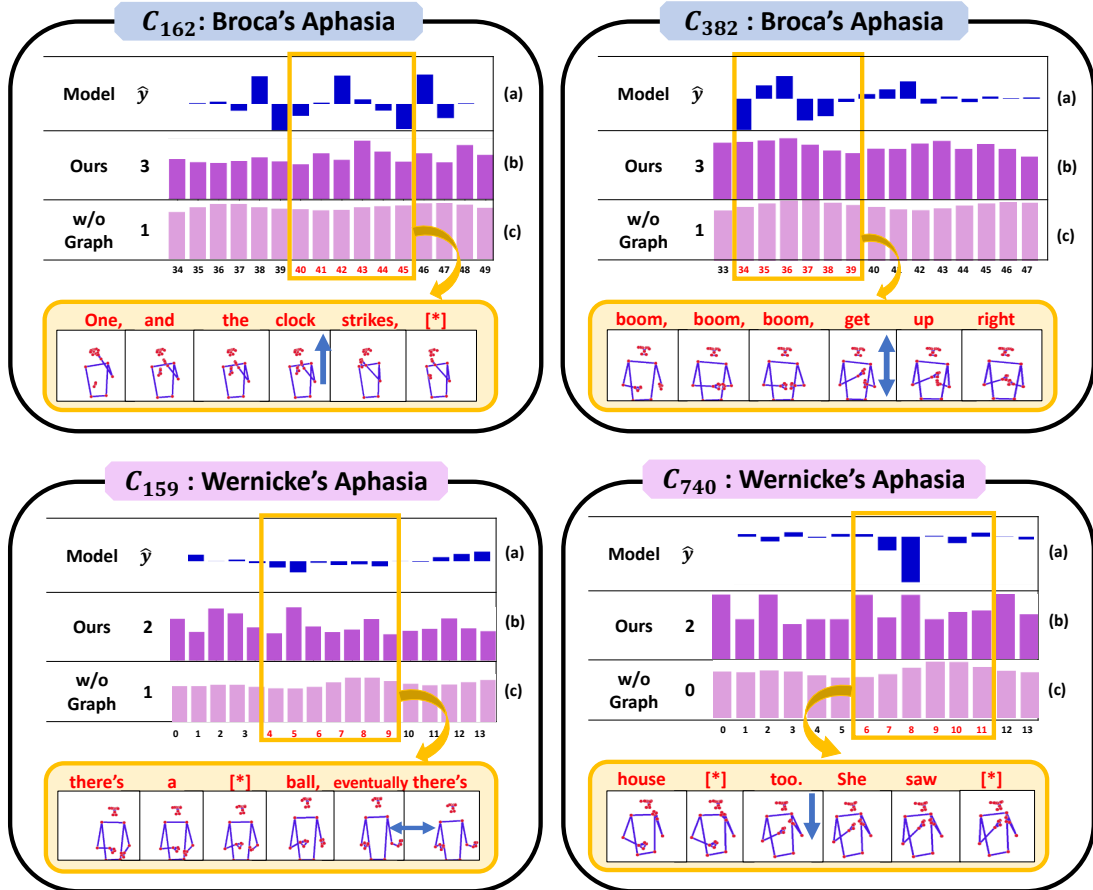 C162: Broca's Aphasia
Model ŷ
(a)
Ours 3
(b)
w/o Graph 1
(c)
34 35 36 37 38 39 40 41 42 43 44 45 46 47 48 49
One, and the clock strikes, [*]
C382 : Broca's Aphasia
Model ŷ
(a)
Ours 3
(b)
w/o Graph 1
(c)
33 34 35 36 37 38 39 40 41 42 43 44 45 46 47
boom, boom, boom, get up right
C159 : Wernicke's Aphasia
Model ŷ
(a)
Ours 2
(b)
w/o Graph 1
(c)
0 1 2 3 4 5 6 7 8 9 10 11 12 13
there's a [*] ball, eventually there's
C740 : Wernicke's Aphasia
Model ŷ
(a)
Ours 2
(b)
w/o Graph 0
(c)
0 1 2 3 4 5 6 7 8 9 10 11 12 13
house [*] too. She saw [*]